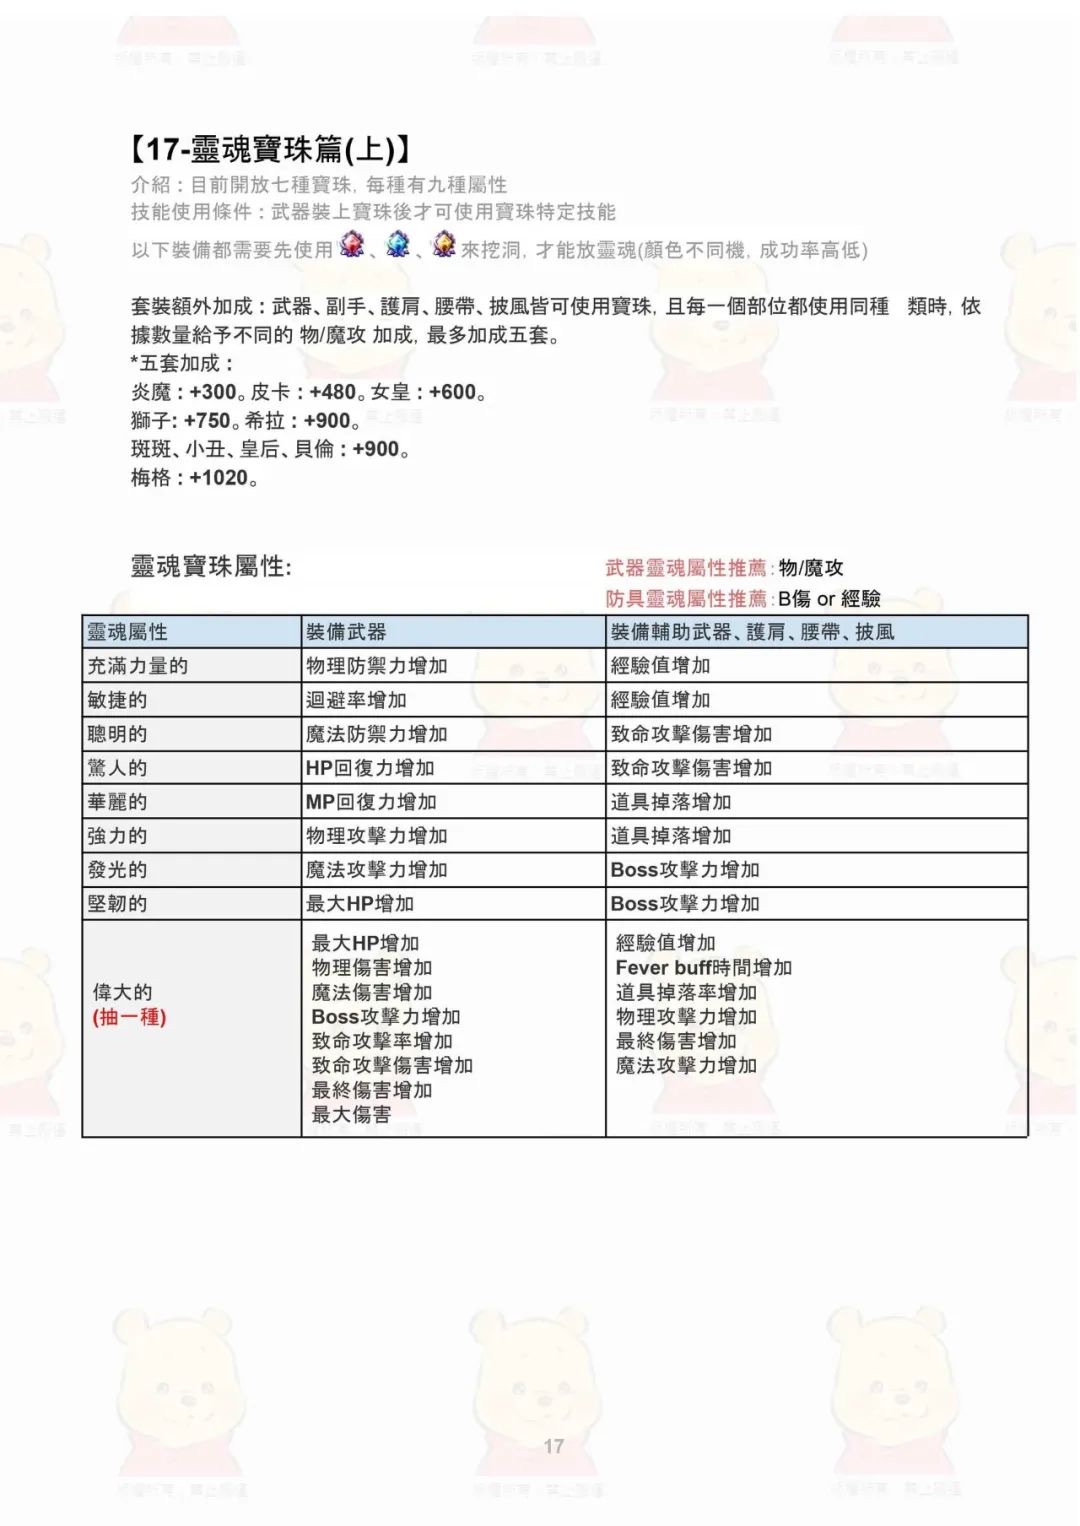 【17-靈魂寶珠篇(上)】
介紹：目前開放七種寶珠, 每種有九種屬性
技能使用條件：武器裝上寶珠後才可使用寶珠特定技能
以下裝備都需要先使用 、 、 來挖洞, 才能放靈魂(顏色不同機, 成功率高低)
套裝額外加成：武器、副手、護肩、腰帶、披風皆可使用寶珠, 且每一個部位都使用同種　類時, 依
據數量給予不同的 物/魔攻 加成, 最多加成五套。
*五套加成：
炎魔：+300。皮卡：+480。女皇：+600。
獅子: +750。希拉：+900。
斑斑、小丑、皇后、貝倫：+900。
梅格：+1020。
靈魂寶珠屬性:
武器靈魂屬性推薦：物/魔攻
防具靈魂屬性推薦：B傷 or 經驗
靈魂屬性 裝備武器 裝備輔助武器、護肩、腰帶、披風
充滿力量的 物理防禦力增加 經驗值增加
敏捷的 迴避率增加 經驗值增加
聰明的 魔法防禦力增加 致命攻擊傷害增加
驚人的 HP回復力增加 致命攻擊傷害增加
華麗的 MP回復力增加 道具掉落增加
強力的 物理攻擊力增加 道具掉落增加
發光的 魔法攻擊力增加 Boss攻擊力增加
堅韌的 最大HP增加 Boss攻擊力增加
偉大的
(抽一種)
最大HP增加
物理傷害增加
魔法傷害增加
Boss攻擊力增加
致命攻擊率增加
致命攻擊傷害增加
最終傷害增加
最大傷害
經驗值增加
Fever buff時間增加
道具掉落率增加
物理攻擊力增加
最終傷害增加
魔法攻擊力增加
17